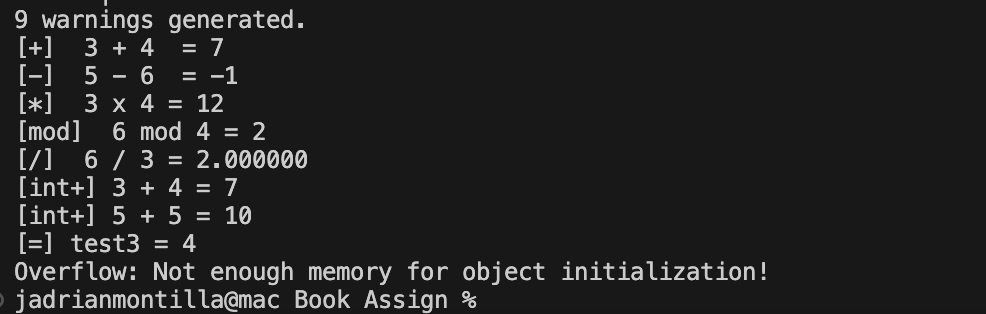 9 warnings generated.
[+]  3 + 4  = 7
[-]  5 - 6  = -1
[*]  3 x 4 = 12
[mod]  6 mod 4 = 2
[/]  6 / 3 = 2.000000
[int+] 3 + 4 = 7
[int+] 5 + 5 = 10
[=] test3 = 4
Overflow: Not enough memory for object initialization!
jadrianmontilla@mac Book Assign %